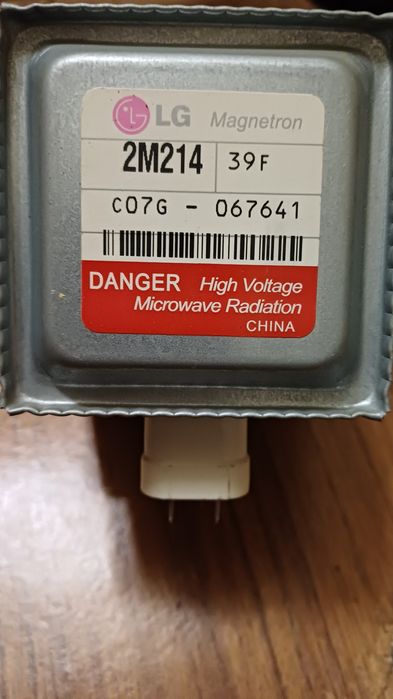 LG Magnetron
2M214 39F
C07G - 067641
DANGER High Voltage
Microwave Radiation
CHINA